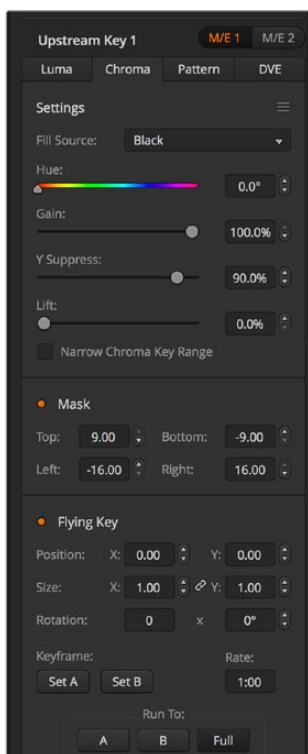 Upstream Key 1 M/E 1 M/E 2
Luma Chroma Pattern DVE
Settings
Fill Source: Black
Hue:
0.0°
Gain:
100.0%
Y Suppress:
90.0%
Lift:
0.0%
Narrow Chroma Key Range
Mask
Top: 9.00 Bottom: -9.00
Left: -16.00 Right: 16.00
Flying Key
Position: X: 0.00 Y: 0.00
Size: X: 1.00 Y: 1.00
Rotation: 0 x 0°
Keyframe: Rate:
Set A Set B 1:00
Run To:
A B Full